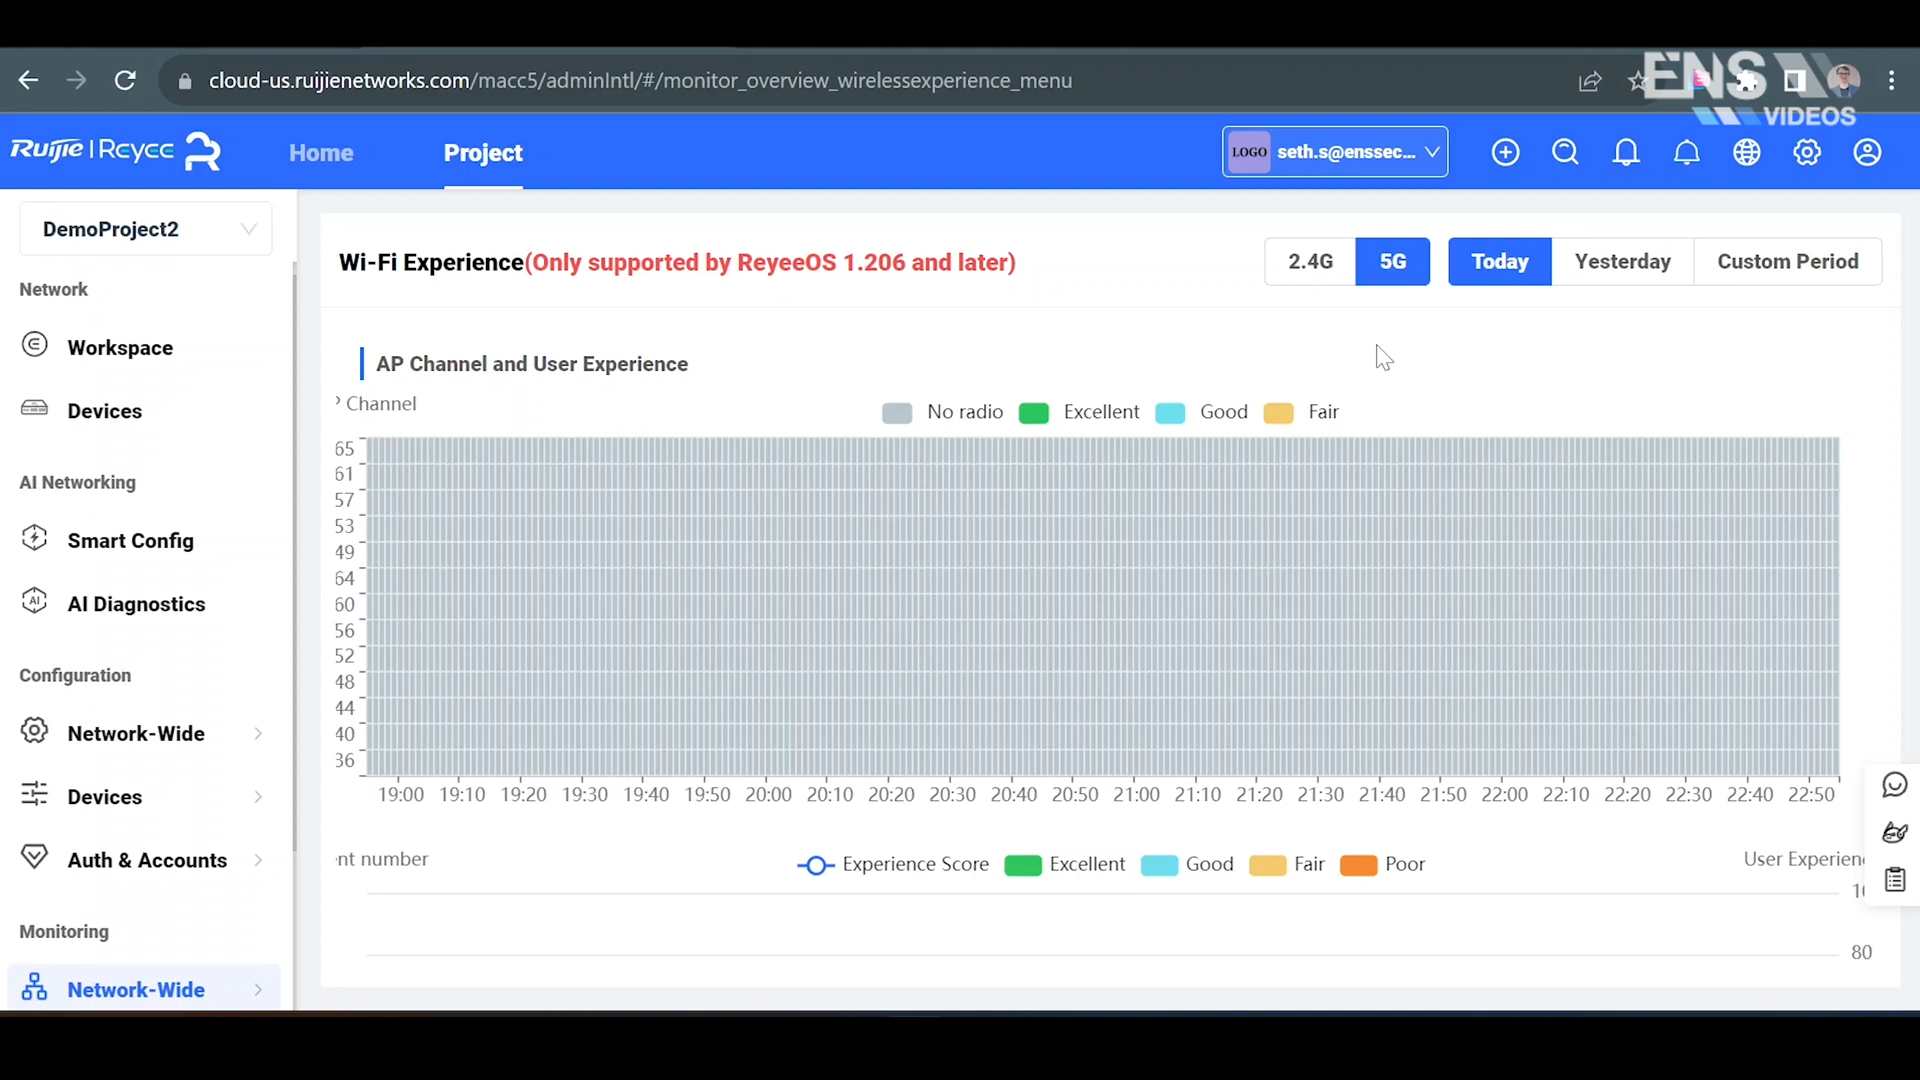 cloud-us.ruijienetworks.com/macc5/adminIntl/#/monitor_overview_wirelessexperience_menu
ENS
VIDEOS
Ruijie | Reyee
Home
Project
LOGO
seth.s@enssec...
DemoProject2
Network
Workspace
Devices
AI Networking
Smart Config
AI
AI Diagnostics
Configuration
Network-Wide
Devices
Auth & Accounts
Monitoring
Network-Wide
Wi-Fi Experience(Only supported by ReyeeOS 1.206 and later)
2.4G 5G Today Yesterday Custom Period
AP Channel and User Experience
Channel
No radio Excellent Good Fair
65
61
57
53
49
64
60
56
52
48
44
40
36
19:00 19:10 19:20 19:30 19:40 19:50 20:00 20:10 20:20 20:30 20:40 20:50 21:00 21:10 21:20 21:30 21:40 21:50 22:00 22:10 22:20 22:30 22:40 22:50
nt number
Experience Score Excellent Good Fair Poor
User Experien
80